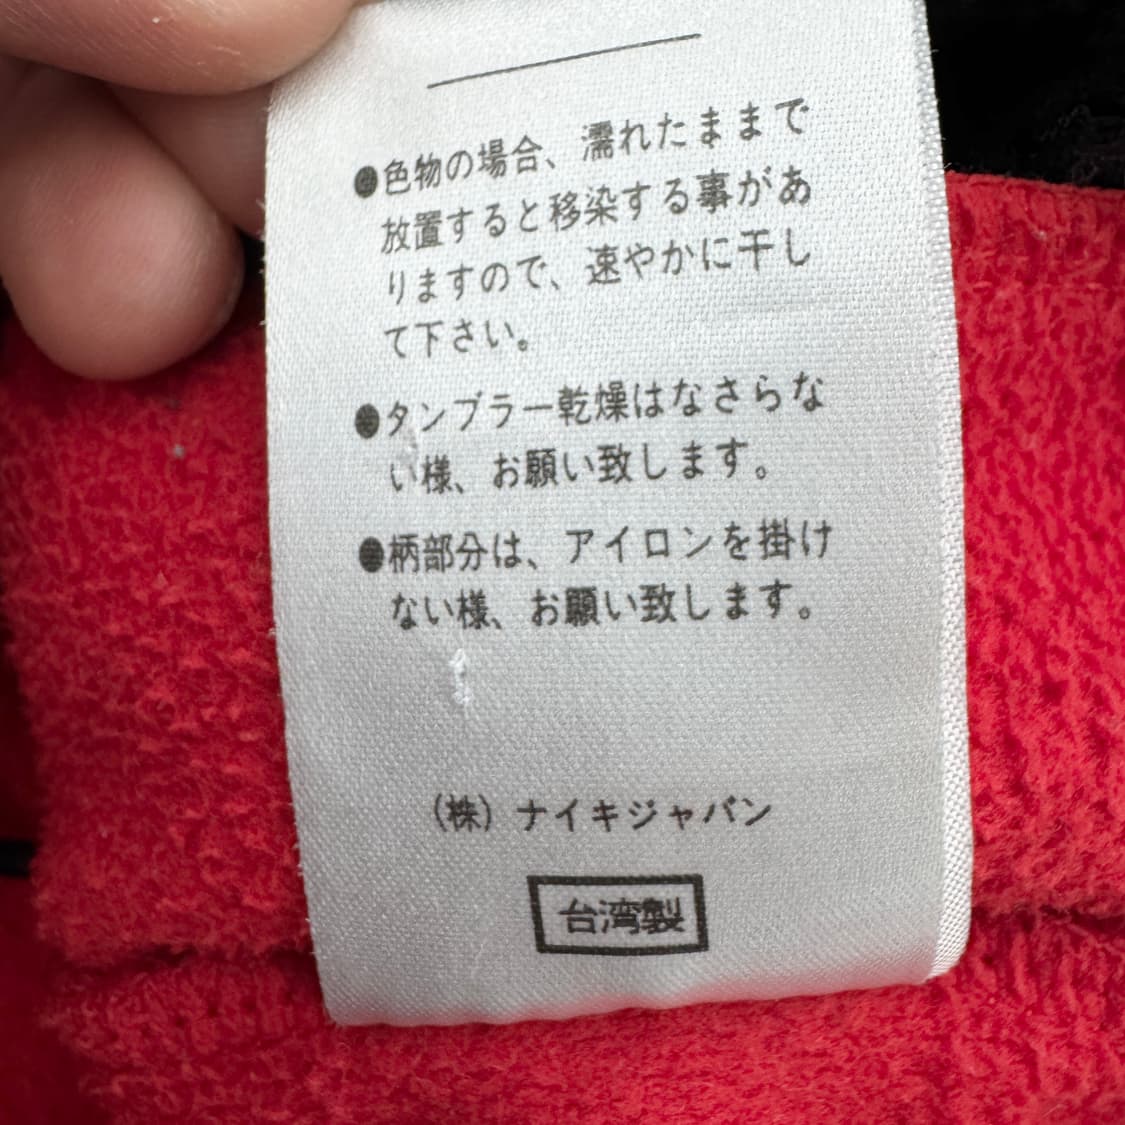 ●色物の場合、濡れたままで
放置すると移染する事があ
りますので、速やかに干し
て下さい。
●タンブラー乾燥はなさらな
い様、お願い致します。
●柄部分は、アイロンを掛け
ない様、お願い致します。
(株) ナイキジャパン
台湾製